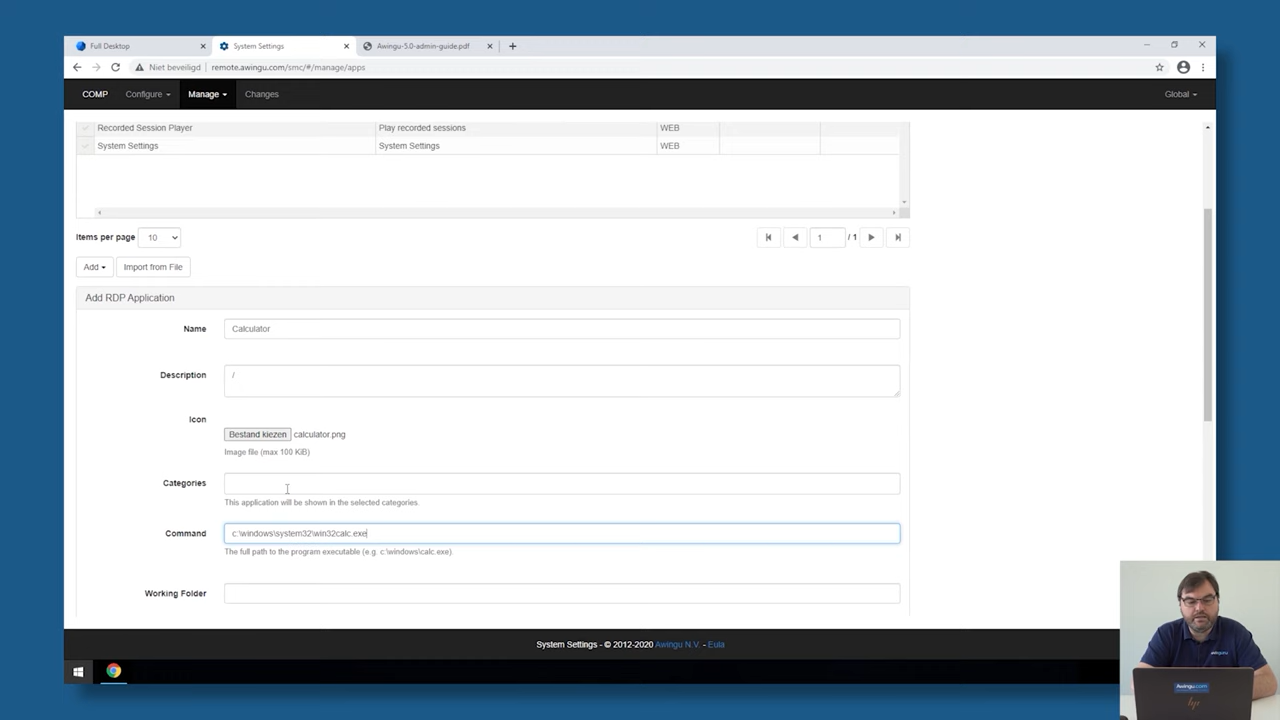 Full Desktop
System Settings
Awingu-5.0-admin-guide.pdf
Niet beveiligd
remote.awingu.com/smc/#/manage/apps
COMP Configure Manage Changes Global
Recorded Session Player Play recorded sessions WEB
System Settings System Settings WEB
Items per page 10 1 / 1
Add Import from File
Add RDP Application
Name Calculator
Description /
Icon
Bestand kiezen calculator.png
Image file (max 100 KiB)
Categories
This application will be shown in the selected categories.
Command c:\windows\system32\win32calc.exe
The full path to the program executable (e.g. c:\windows\calc.exe)
Working Folder
System Settings - © 2012-2020 Awingu N.V. - Eula
Awingu.com
hp